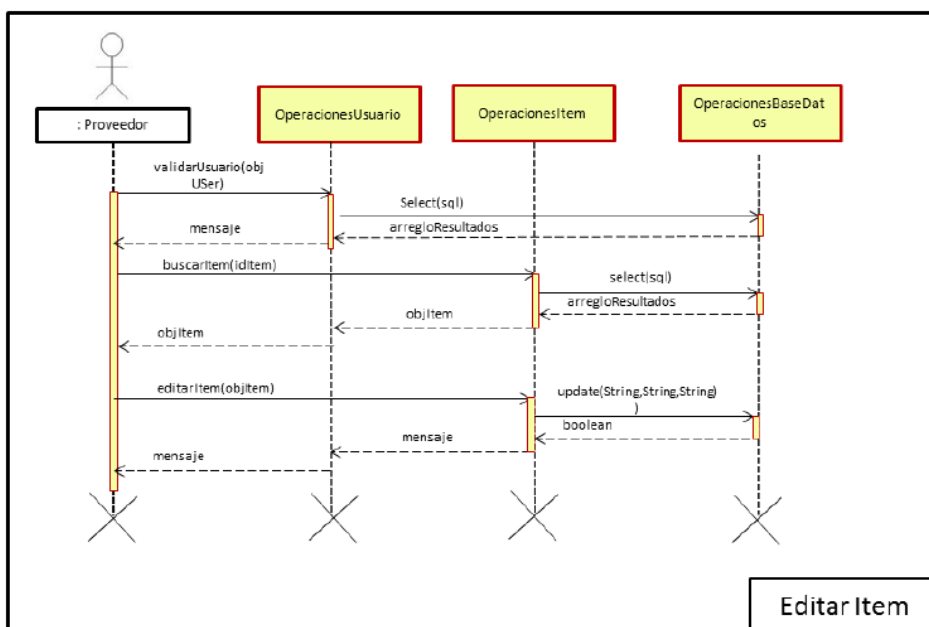 : Proveedor
OperacionesUsuario
OperacionesItem
OperacionesBaseDat
os
validarUsuario(obj
USer)
Select(sql)
arregloResultados
mensaje
buscarItem(idItem)
select(sql)
arregloResultados
objItem
objItem
editarItem(objItem)
update(String,String,String)
)
boolean
mensaje
mensaje
Editar Item